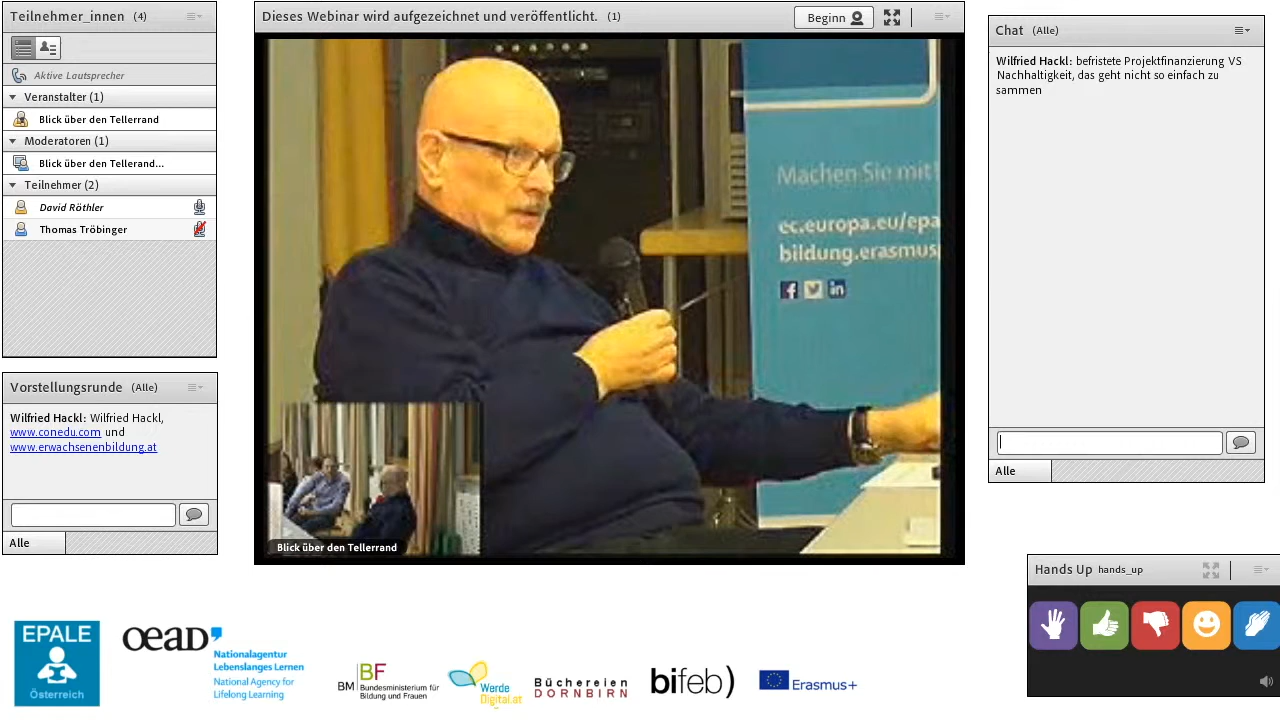 Teilnehmer_innen (4)
Aktive Lautsprecher
Veranstalter (1)
Blick über den Tellerrand
Moderatoren (1)
Blick über den Tellerand...
Teilnehmer (2)
David Röthler
Thomas Tröbinger
Vorstellungsrunde (Alle)
Wilfried Hackl: Wilfried Hackl,
www.conedu.com und
www.erwachsenenbildung.at
Alle
Dieses Webinar wird aufgezeichnet und veröffentlicht. (1)
Beginn
Machen Sie mit!
ec.europa.eu/epa
bildung.erasmus
Blick über den Tellerrand
Chat (Alle)
Wilfried Hackl: befristete Projektfinanzierung VS
Nachhaltigkeit, das geht nicht so einfach zu
sammen
Alle
Hands Up hands_up
EPALE
Österreich
OEAD
Nationalagentur
Lebenslanges Lernen
National Agency for
Lifelong Learning
BM BF
Bundesministerium für
Bildung und Frauen
Werde
Digital.at
Büchereien
DORNBIRN
bifeb)
Erasmus+